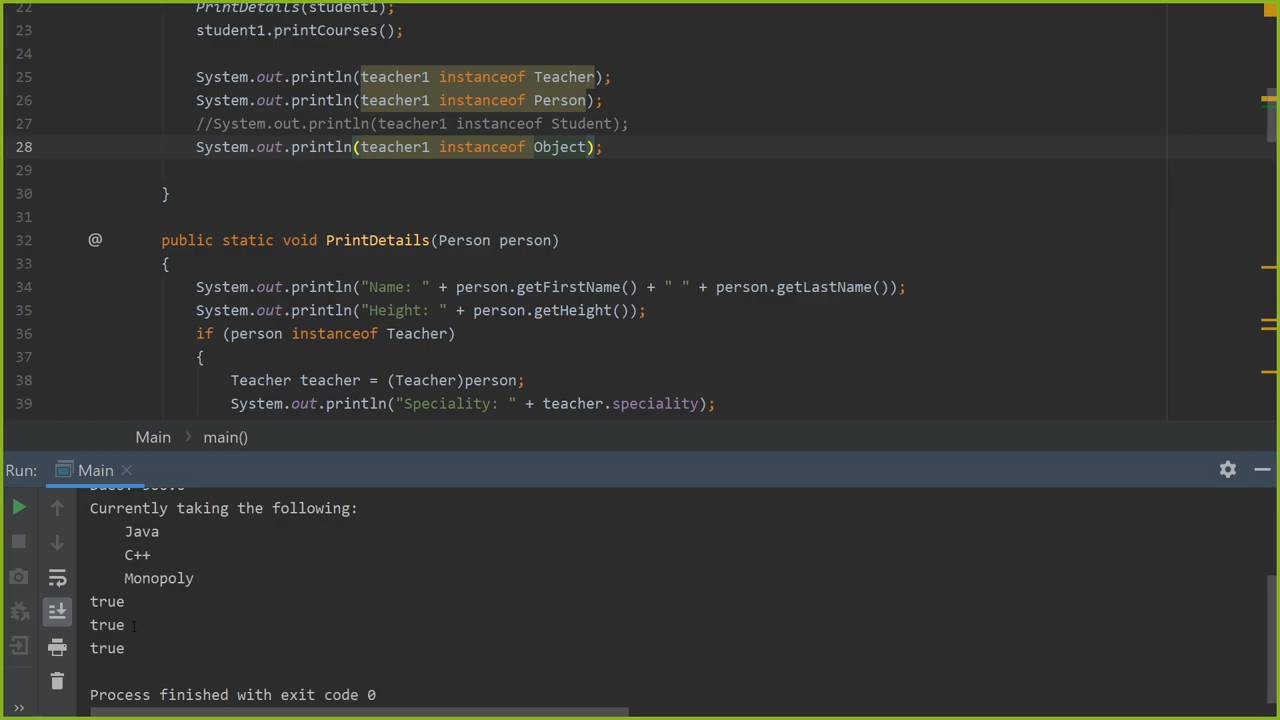 22 PrintDetails(student1);
23 student1.printCourses();
24
25 System.out.println(teacher1 instanceof Teacher);
26 System.out.println(teacher1 instanceof Person);
27 //System.out.println(teacher1 instanceof Student);
28 System.out.println(teacher1 instanceof Object);
29
30 }
31
32 @ public static void PrintDetails(Person person)
33 {
34 System.out.println("Name: " + person.getFirstName() + " " + person.getLastName());
35 System.out.println("Height: " + person.getHeight());
36 if (person instanceof Teacher)
37 {
38 Teacher teacher = (Teacher)person;
39 System.out.println("Speciality: " + teacher.speciality);
Main > main()
Run: Main ×
Currently taking the following:
Java
C++
Monopoly
true
true
true
Process finished with exit code 0